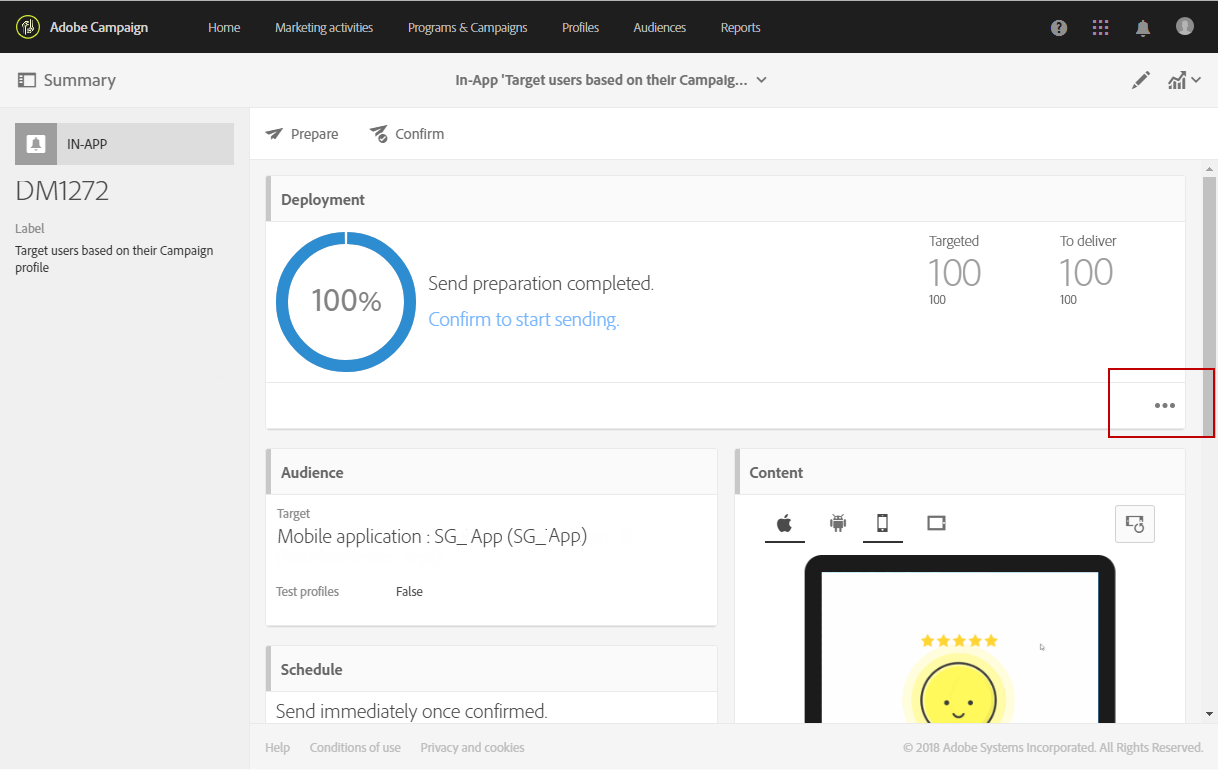 Adobe Campaign
Home
Marketing activities
Programs & Campaigns
Profiles
Audiences
Reports
Summary
In-App 'Target users based on their Campaig...
IN-APP
DM1272
Label
Target users based on their Campaign
profile
Prepare
Confirm
Deployment
100%
Send preparation completed.
Confirm to start sending.
Targeted
100
100
To deliver
100
100
Audience
Target
Mobile application : SG_ App (SG_ App)
Test profiles
False
Schedule
Send immediately once confirmed.
Content
Help
Conditions of use
Privacy and cookies
© 2018 Adobe Systems Incorporated. All Rights Reserved.